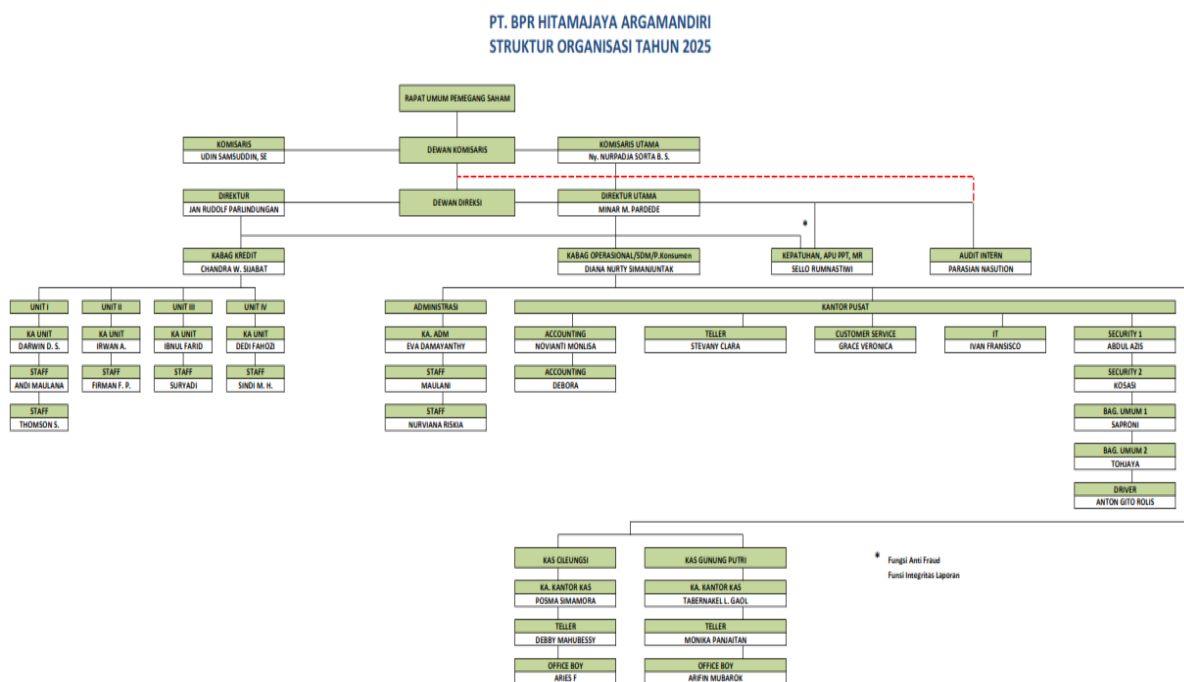 PT. BPR HITAMAJAYA ARGAMANDIRI
STRUKTUR ORGANISASI TAHUN 2025
RAPAT UMUM PEMEGANG SAHAM
KOMISARIS
UDIN SAMSUDDIN, SE
DEWAN KOMISARIS
KOMISARIS UTAMA
Ny. NURPADJA SORTA B. S.
DIREKTUR
JAN RUDOLF PARLINDUNGAN
DEWAN DIREKSI
DIREKTUR UTAMA
MINAR M. PARDEDE
*
KABAG KREDIT
CHANDRA W. SIJABAT
KABAG OPERASIONAL/SDM/P.Konsumen
DIANA NURTY SIMANJUNTAK
KEPATUHAN, APU PPT, MR
SELLO RUMNASTIWI
AUDIT INTERN
PARASIAN NASUTION
UNIT I
KA UNIT
DARWIN D. S.
STAFF
ANDI MAULANA
STAFF
THOMSON S.
UNIT II
KA UNIT
IRWAN A.
STAFF
FIRMAN F. P.
UNIT III
KA UNIT
IBNUL FARID
STAFF
SURYADI
UNIT IV
KA UNIT
DEDI FAHOZI
STAFF
SINDI M. H.
ADMINISTRASI
KA. ADM
EVA DAMAYANTHY
STAFF
MAULANI
STAFF
NURVIANA RISKIA
KANTOR PUSAT
ACCOUNTING
NOVIANTI MONLISA
ACCOUNTING
DEBORA
TELLER
STEVANY CLARA
CUSTOMER SERVICE
GRACE VERONICA
IT
IVAN FRANSISCO
SECURITY 1
ABDUL AZIS
SECURITY 2
KOSASI
BAG. UMUM 1
SAPRONI
BAG. UMUM 2
TOHJAYA
DRIVER
ANTON GITO ROLIS
KAS CILEUNGSI
KA. KANTOR KAS
POSMA SIMAMORA
TELLER
DEBBY MAHUBESSY
OFFICE BOY
ARIES F
KAS GUNUNG PUTRI
KA. KANTOR KAS
TABERNAKEL L. GAOL
TELLER
MONIKA PANJAITAN
OFFICE BOY
ARIFIN MUBAROK
* Fungsi Anti Fraud
Funsi Integritas Laporan